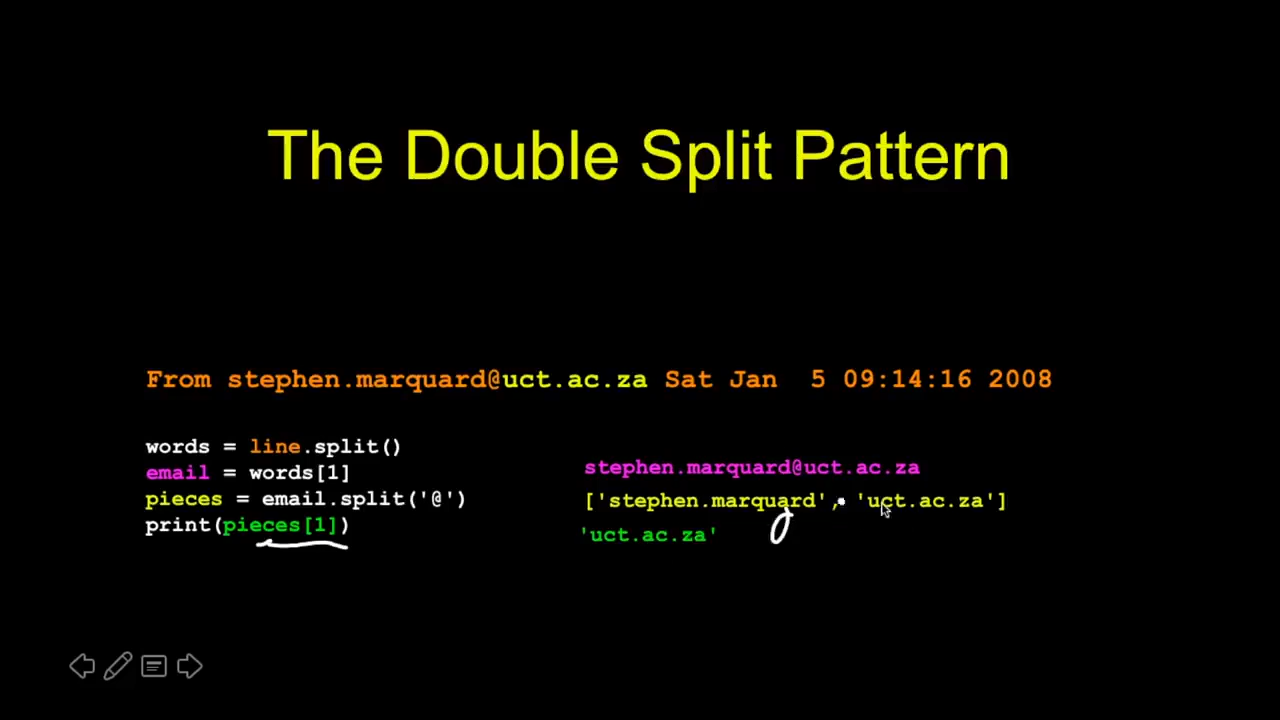 The Double Split Pattern
From stephen.marquard@uct.ac.za Sat Jan  5 09:14:16 2008
words = line.split()
email = words[1]
pieces = email.split('@')
print(pieces[1])
stephen.marquard@uct.ac.za
['stephen.marquard', 'uct.ac.za']
'uct.ac.za'
0